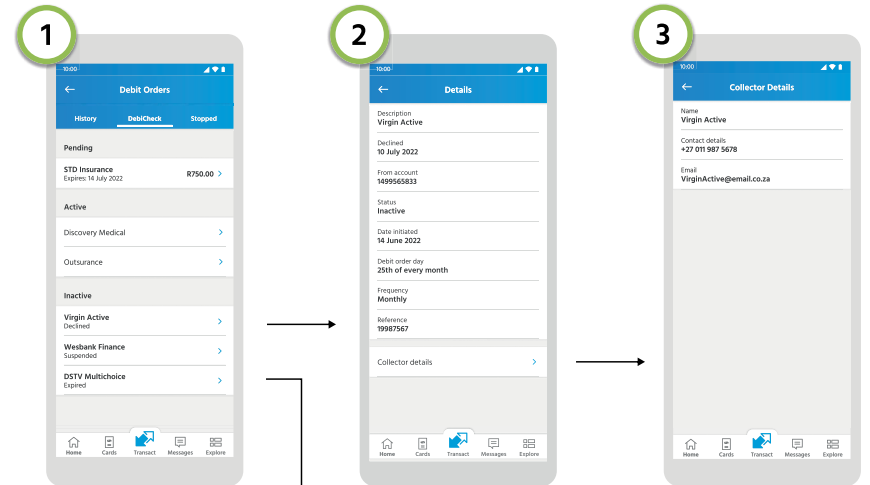 1
10:00
Debit Orders
History DebiCheck Stopped
Pending
STD Insurance
Expires: 14 July 2022
R750.00
Active
Discovery Medical
Outsurance
Inactive
Virgin Active
Declined
Wesbank Finance
Suspended
DSTV Multichoice
Expired
Home Cards Transact Messages Explore
2
10:00
Details
Description
Virgin Active
Declined
10 July 2022
From account
1499565833
Status
Inactive
Date initiated
14 June 2022
Debit order day
25th of every month
Frequency
Monthly
Reference
19987567
Collector details
Home Cards Transact Messages Explore
3
10:00
Collector Details
Name
Virgin Active
Contact details
+27 011 987 5678
Email
VirginActive@email.co.za
Home Cards Transact Messages Explore